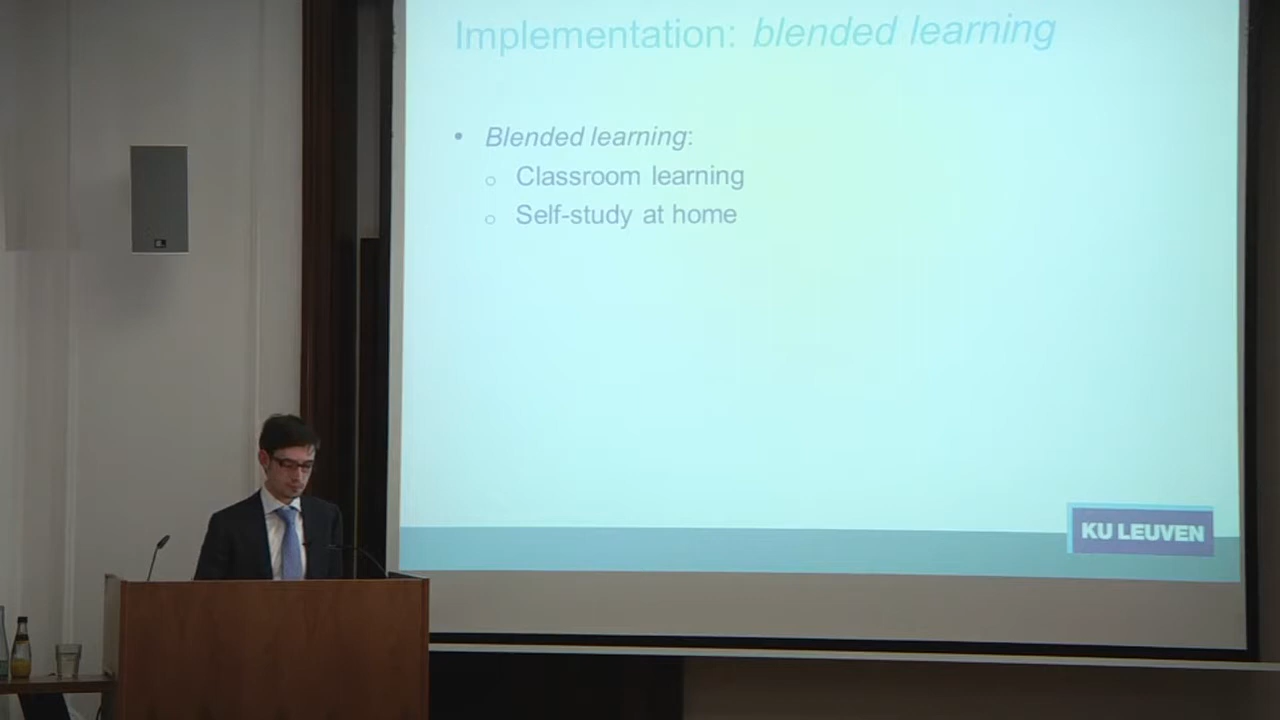 Implementation: blended learning
• Blended learning:
o Classroom learning
o Self-study at home
KU LEUVEN